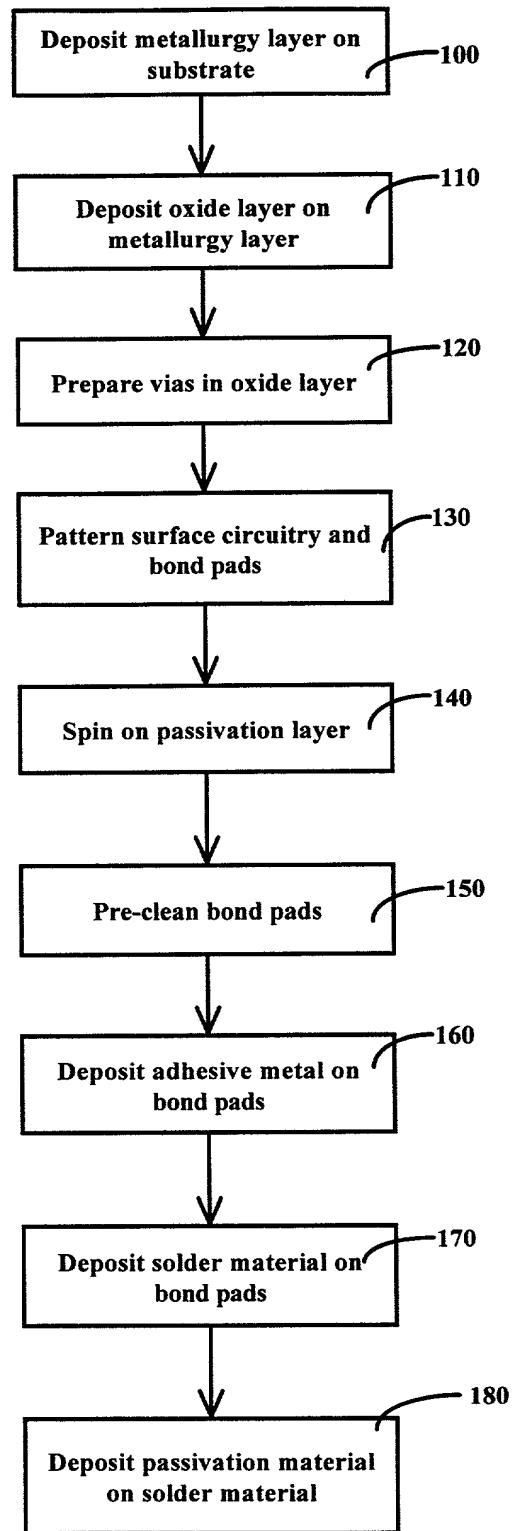 Deposit metallurgy layer on
substrate
100
Deposit oxide layer on
metallurgy layer
110
Prepare vias in oxide layer
120
Pattern surface circuitry and
bond pads
130
Spin on passivation layer
140
Pre-clean bond pads
150
Deposit adhesive metal on
bond pads
160
Deposit solder material on
bond pads
170
Deposit passivation material
on solder material
180